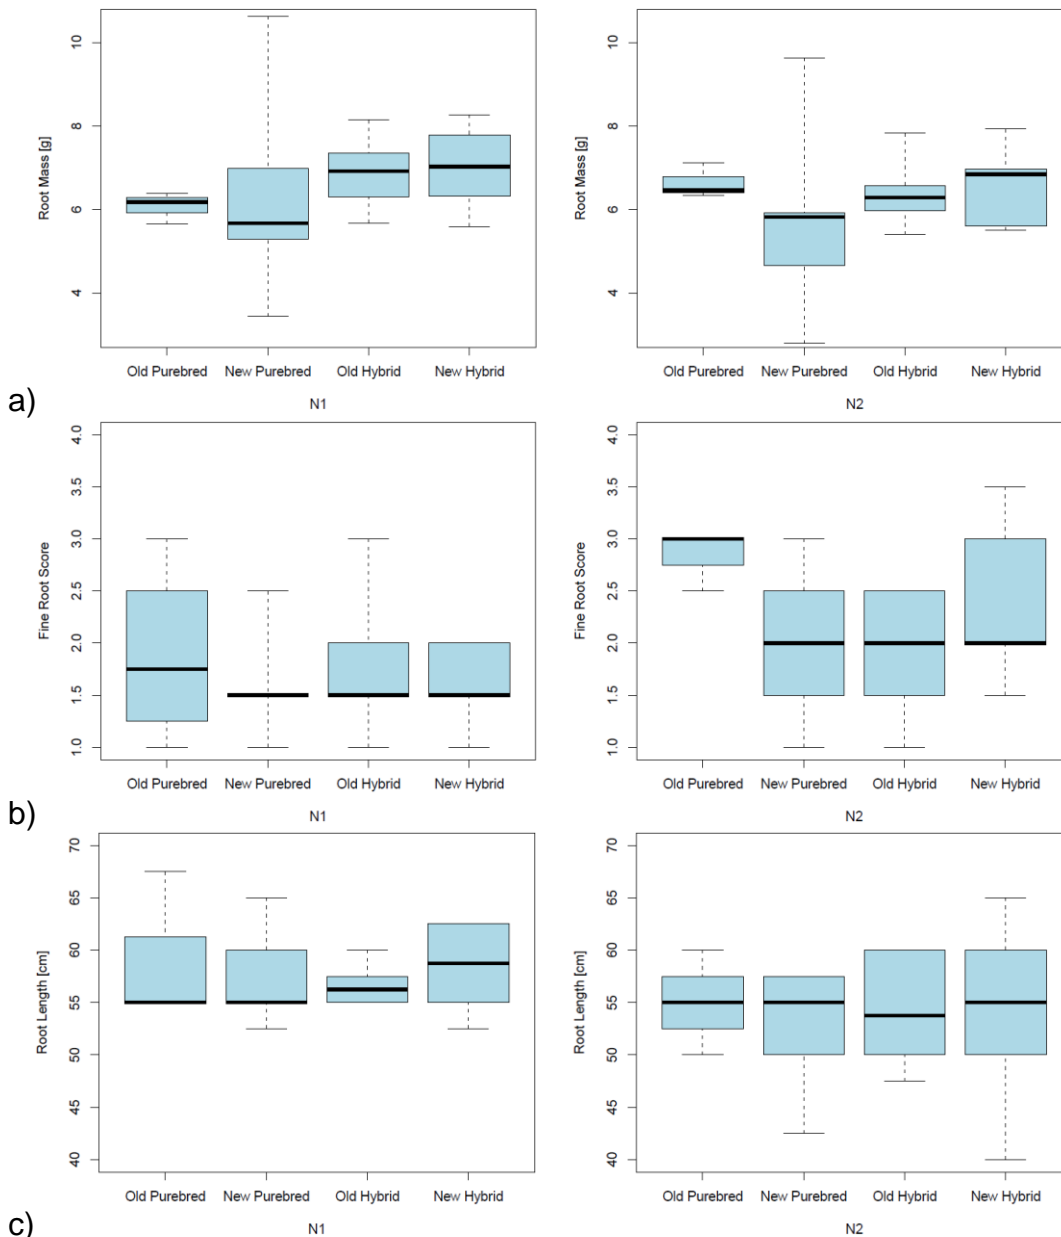 Root Mass [g]
10
8
6
4
Old Purebred New Purebred Old Hybrid New Hybrid
N1
Root Mass [g]
10
8
6
4
Old Purebred New Purebred Old Hybrid New Hybrid
N2
a)
Fine Root Score
4.0
3.5
3.0
2.5
2.0
1.5
1.0
Old Purebred New Purebred Old Hybrid New Hybrid
N1
Fine Root Score
4.0
3.5
3.0
2.5
2.0
1.5
1.0
Old Purebred New Purebred Old Hybrid New Hybrid
N2
b)
Root Length [cm]
70
65
60
55
50
45
40
Old Purebred New Purebred Old Hybrid New Hybrid
N1
Root Length [cm]
70
65
60
55
50
45
40
Old Purebred New Purebred Old Hybrid New Hybrid
N2
c)